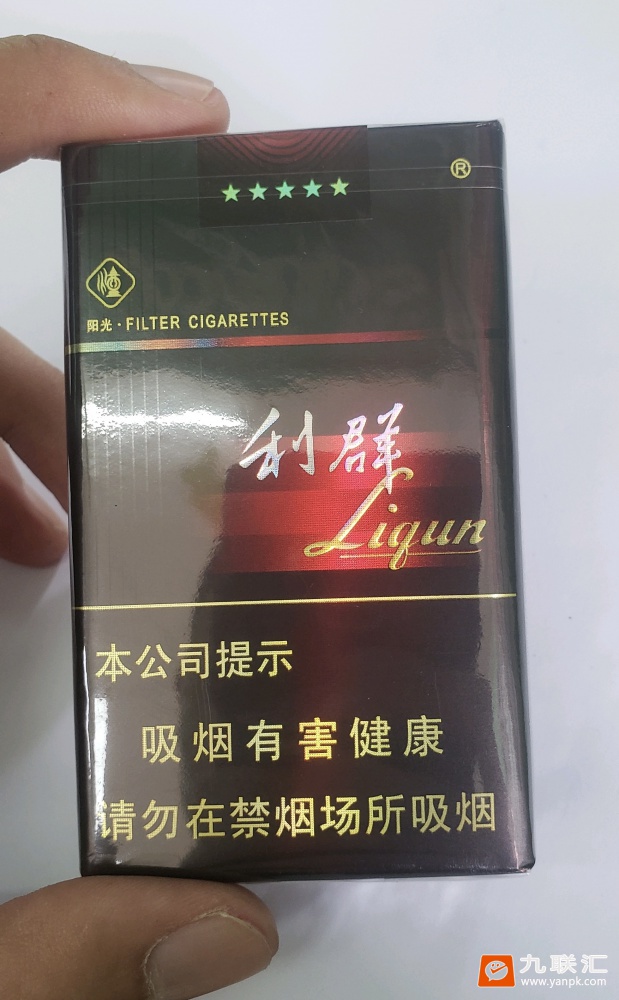 ®
阳光·FILTER CIGARETTES
利群
Liqun
本公司提示
吸烟有害健康
请勿在禁烟场所吸烟
九联汇
www.yanpk.com